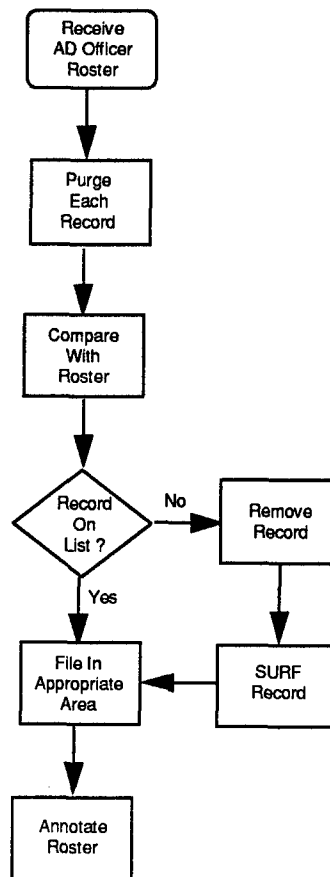 Receive
AD Officer
Roster
Purge
Each
Record
Compare
With
Roster
Record
On
List ?
No
Remove
Record
Yes
File In
Appropriate
Area
SURF
Record
Annotate
Roster